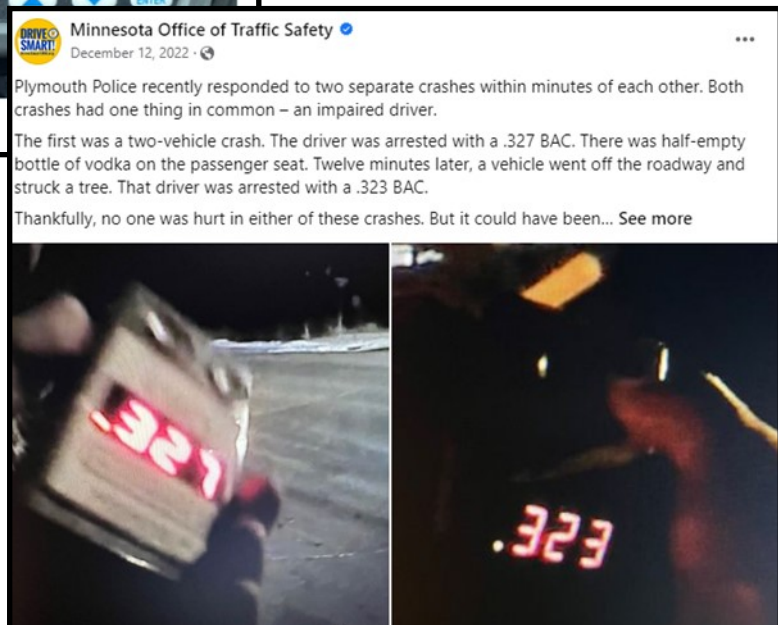 ENTER
DRIVE
SMART!
Minnesota Office of Traffic Safety
December 12, 2022 ·
Plymouth Police recently responded to two separate crashes within minutes of each other. Both
crashes had one thing in common – an impaired driver.
The first was a two-vehicle crash. The driver was arrested with a .327 BAC. There was half-empty
bottle of vodka on the passenger seat. Twelve minutes later, a vehicle went off the roadway and
struck a tree. That driver was arrested with a .323 BAC.
Thankfully, no one was hurt in either of these crashes. But it could have been... See more
.327
.323